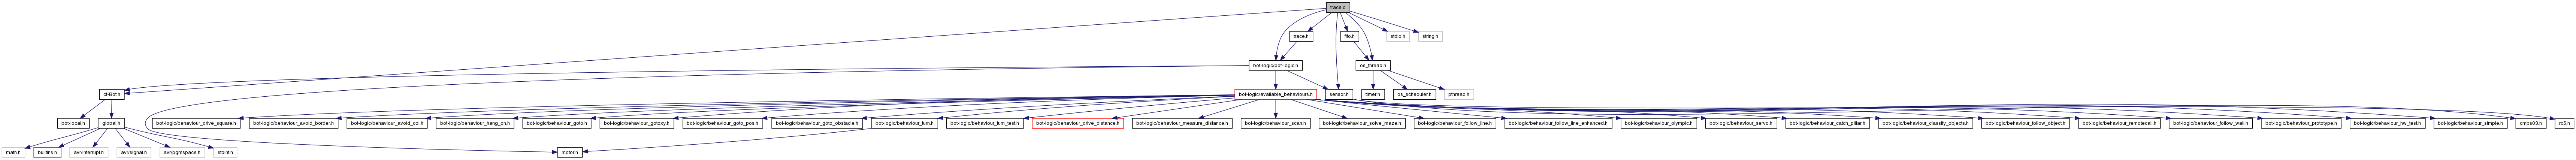 trace.c
trace.h
fifo.h
stdio.h
string.h
bot-logic/bot-logic.h
os_thread.h
ct-Bot.h
bot-logic/available_behaviours.h
sensor.h
timer.h
os_scheduler.h
pthread.h
bot-local.h
global.h
bot-logic/behaviour_drive_square.h
bot-logic/behaviour_avoid_border.h
bot-logic/behaviour_avoid_col.h
bot-logic/behaviour_hang_on.h
bot-logic/behaviour_goto.h
bot-logic/behaviour_gotoxy.h
bot-logic/behaviour_goto_pos.h
bot-logic/behaviour_goto_obstacle.h
bot-logic/behaviour_turn.h
bot-logic/behaviour_turn_test.h
bot-logic/behaviour_drive_distance.h
bot-logic/behaviour_measure_distance.h
bot-logic/behaviour_scan.h
bot-logic/behaviour_solve_maze.h
bot-logic/behaviour_follow_line.h
bot-logic/behaviour_follow_line_enhanced.h
bot-logic/behaviour_olympic.h
bot-logic/behaviour_servo.h
bot-logic/behaviour_catch_pillar.h
bot-logic/behaviour_classify_objects.h
bot-logic/behaviour_follow_object.h
bot-logic/behaviour_remotecall.h
bot-logic/behaviour_follow_wall.h
bot-logic/behaviour_prototype.h
bot-logic/behaviour_hw_test.h
bot-logic/behaviour_simple.h
cmps03.h
rc5.h
math.h
builtins.h
avr/interrupt.h
avr/signal.h
avr/pgmspace.h
stdint.h
motor.h